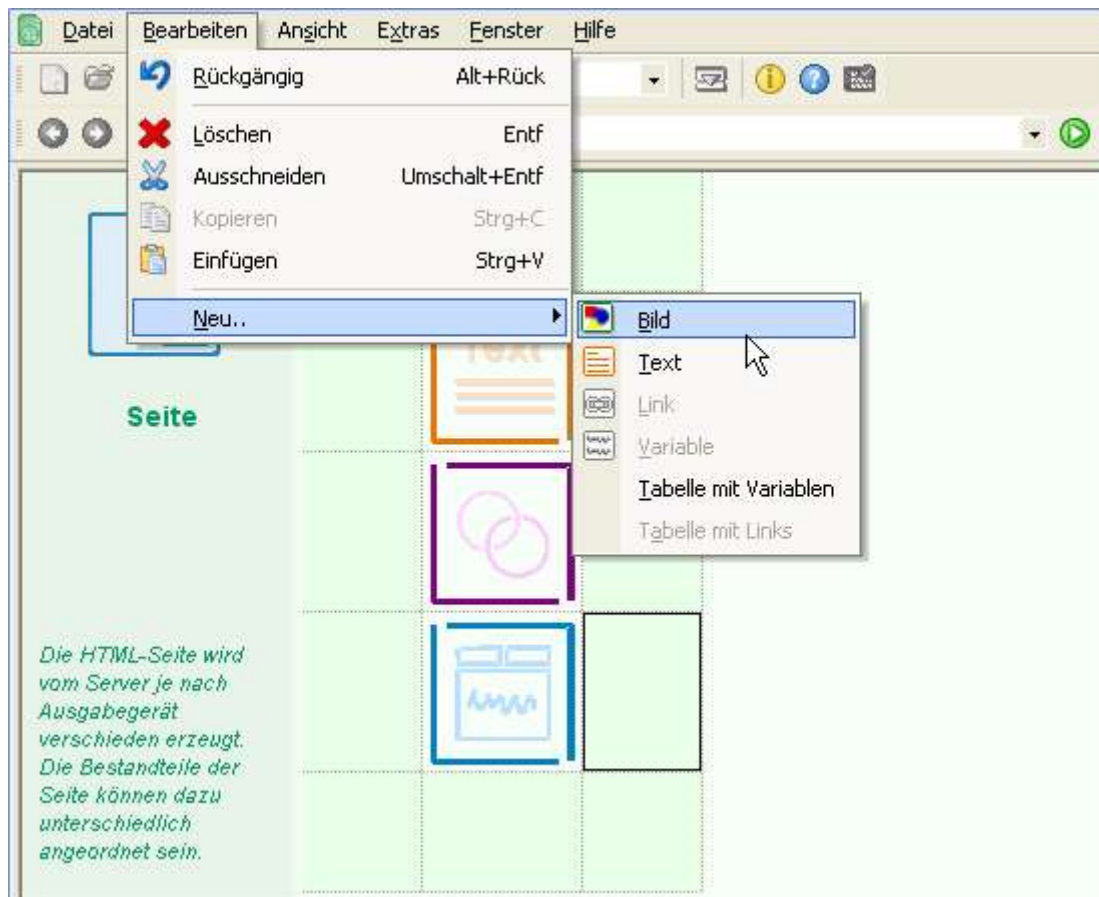 Datei Bearbeiten Ansicht Extras Fenster Hilfe
Rückgängig Alt+Rück
Löschen Entf
Ausschneiden Umschalt+Entf
Kopieren Strg+C
Einfügen Strg+V
Neu..
Bild
Text
Link
Variable
Tabelle mit Variablen
Tabelle mit Links
Text
Seite
Die HTML-Seite wird
vom Server je nach
Ausgabegerät
verschieden erzeugt.
Die Bestandteile der
Seite können dazu
unterschiedlich
angeordnet sein.